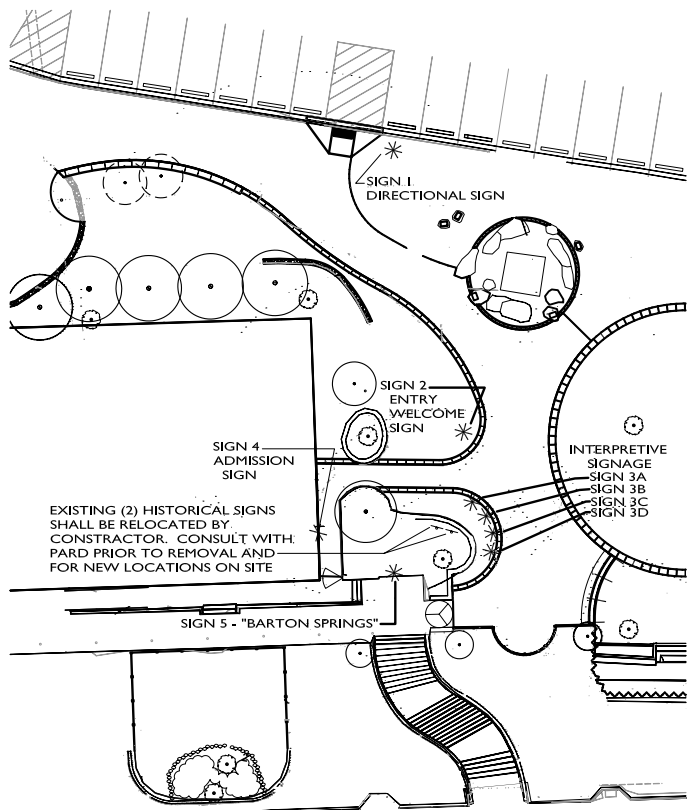 SIGN 1
DIRECTIONAL SIGN
SIGN 2
ENTRY
WELCOME
SIGN
SIGN 4
ADMISSION
SIGN
INTERPRETIVE
SIGNAGE
SIGN 3A
SIGN 3B
SIGN 3C
SIGN 3D
EXISTING (2) HISTORICAL SIGNS
SHALL BE RELOCATED BY
CONSTRACTOR. CONSULT WITH
PARD PRIOR TO REMOVAL AND
FOR NEW LOCATIONS ON SITE
SIGN 5 - "BARTON SPRINGS"